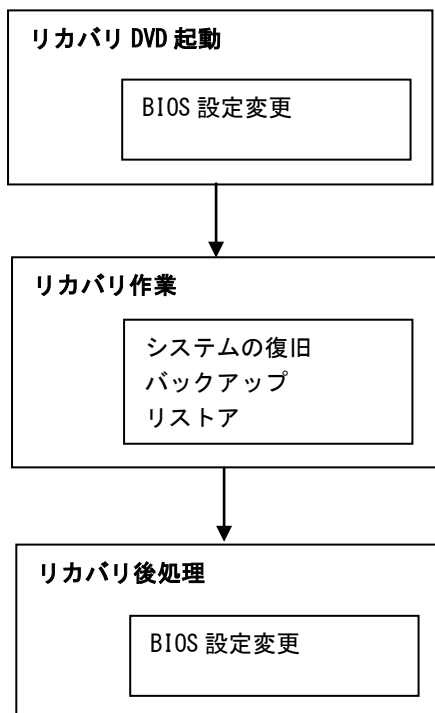 リカバリ DVD 起動
BIOS 設定変更
リカバリ作業
システムの復旧
バックアップ
リストア
リカバリ後処理
BIOS 設定変更